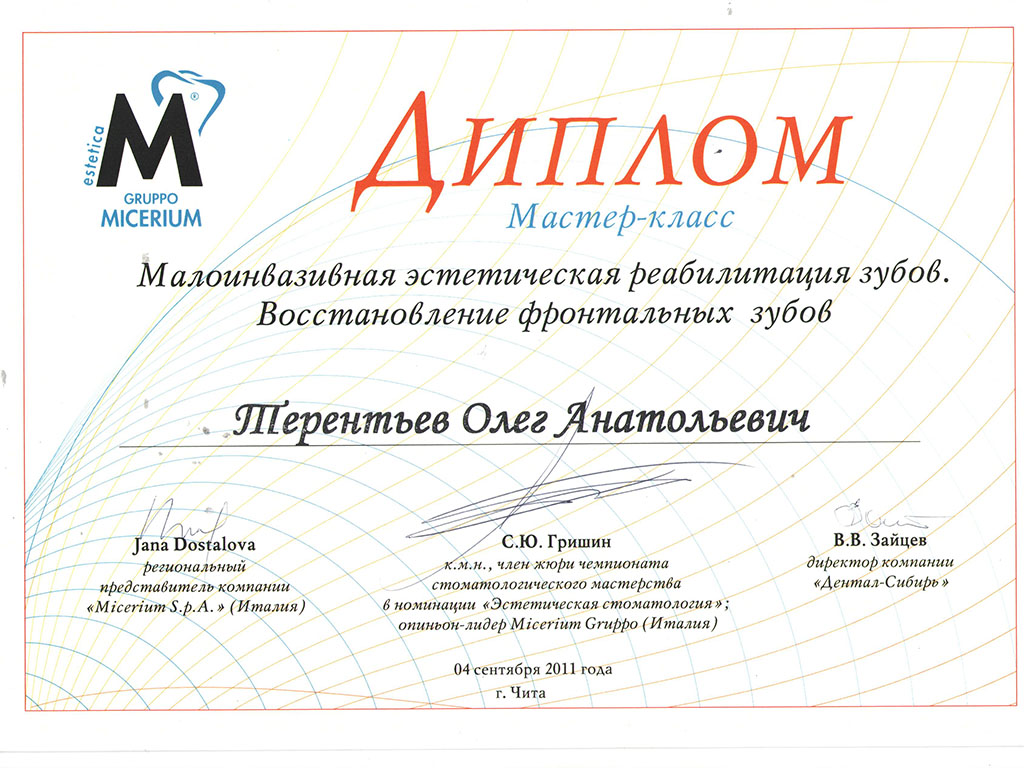 estetica
M
®
GRUPPO
MICERIUM
Диплом
Мастер-класс
Малоинвазивная эстетическая реабилитация зубов.
Восстановление фронтальных зубов
Терентьев Олег Анатольевич
Jana Dostalova
региональный
представитель компании
«Micerium S.p.A.» (Италия)
С.Ю. Гришин
к.м.н., член жюри чемпионата
стоматологического мастерства
в номинации «Эстетическая стоматология»;
опиньон-лидер Micerium Gruppo (Италия)
В.В. Зайцев
директор компании
«Дентал-Сибирь»
04 сентября 2011 года
г. Чита